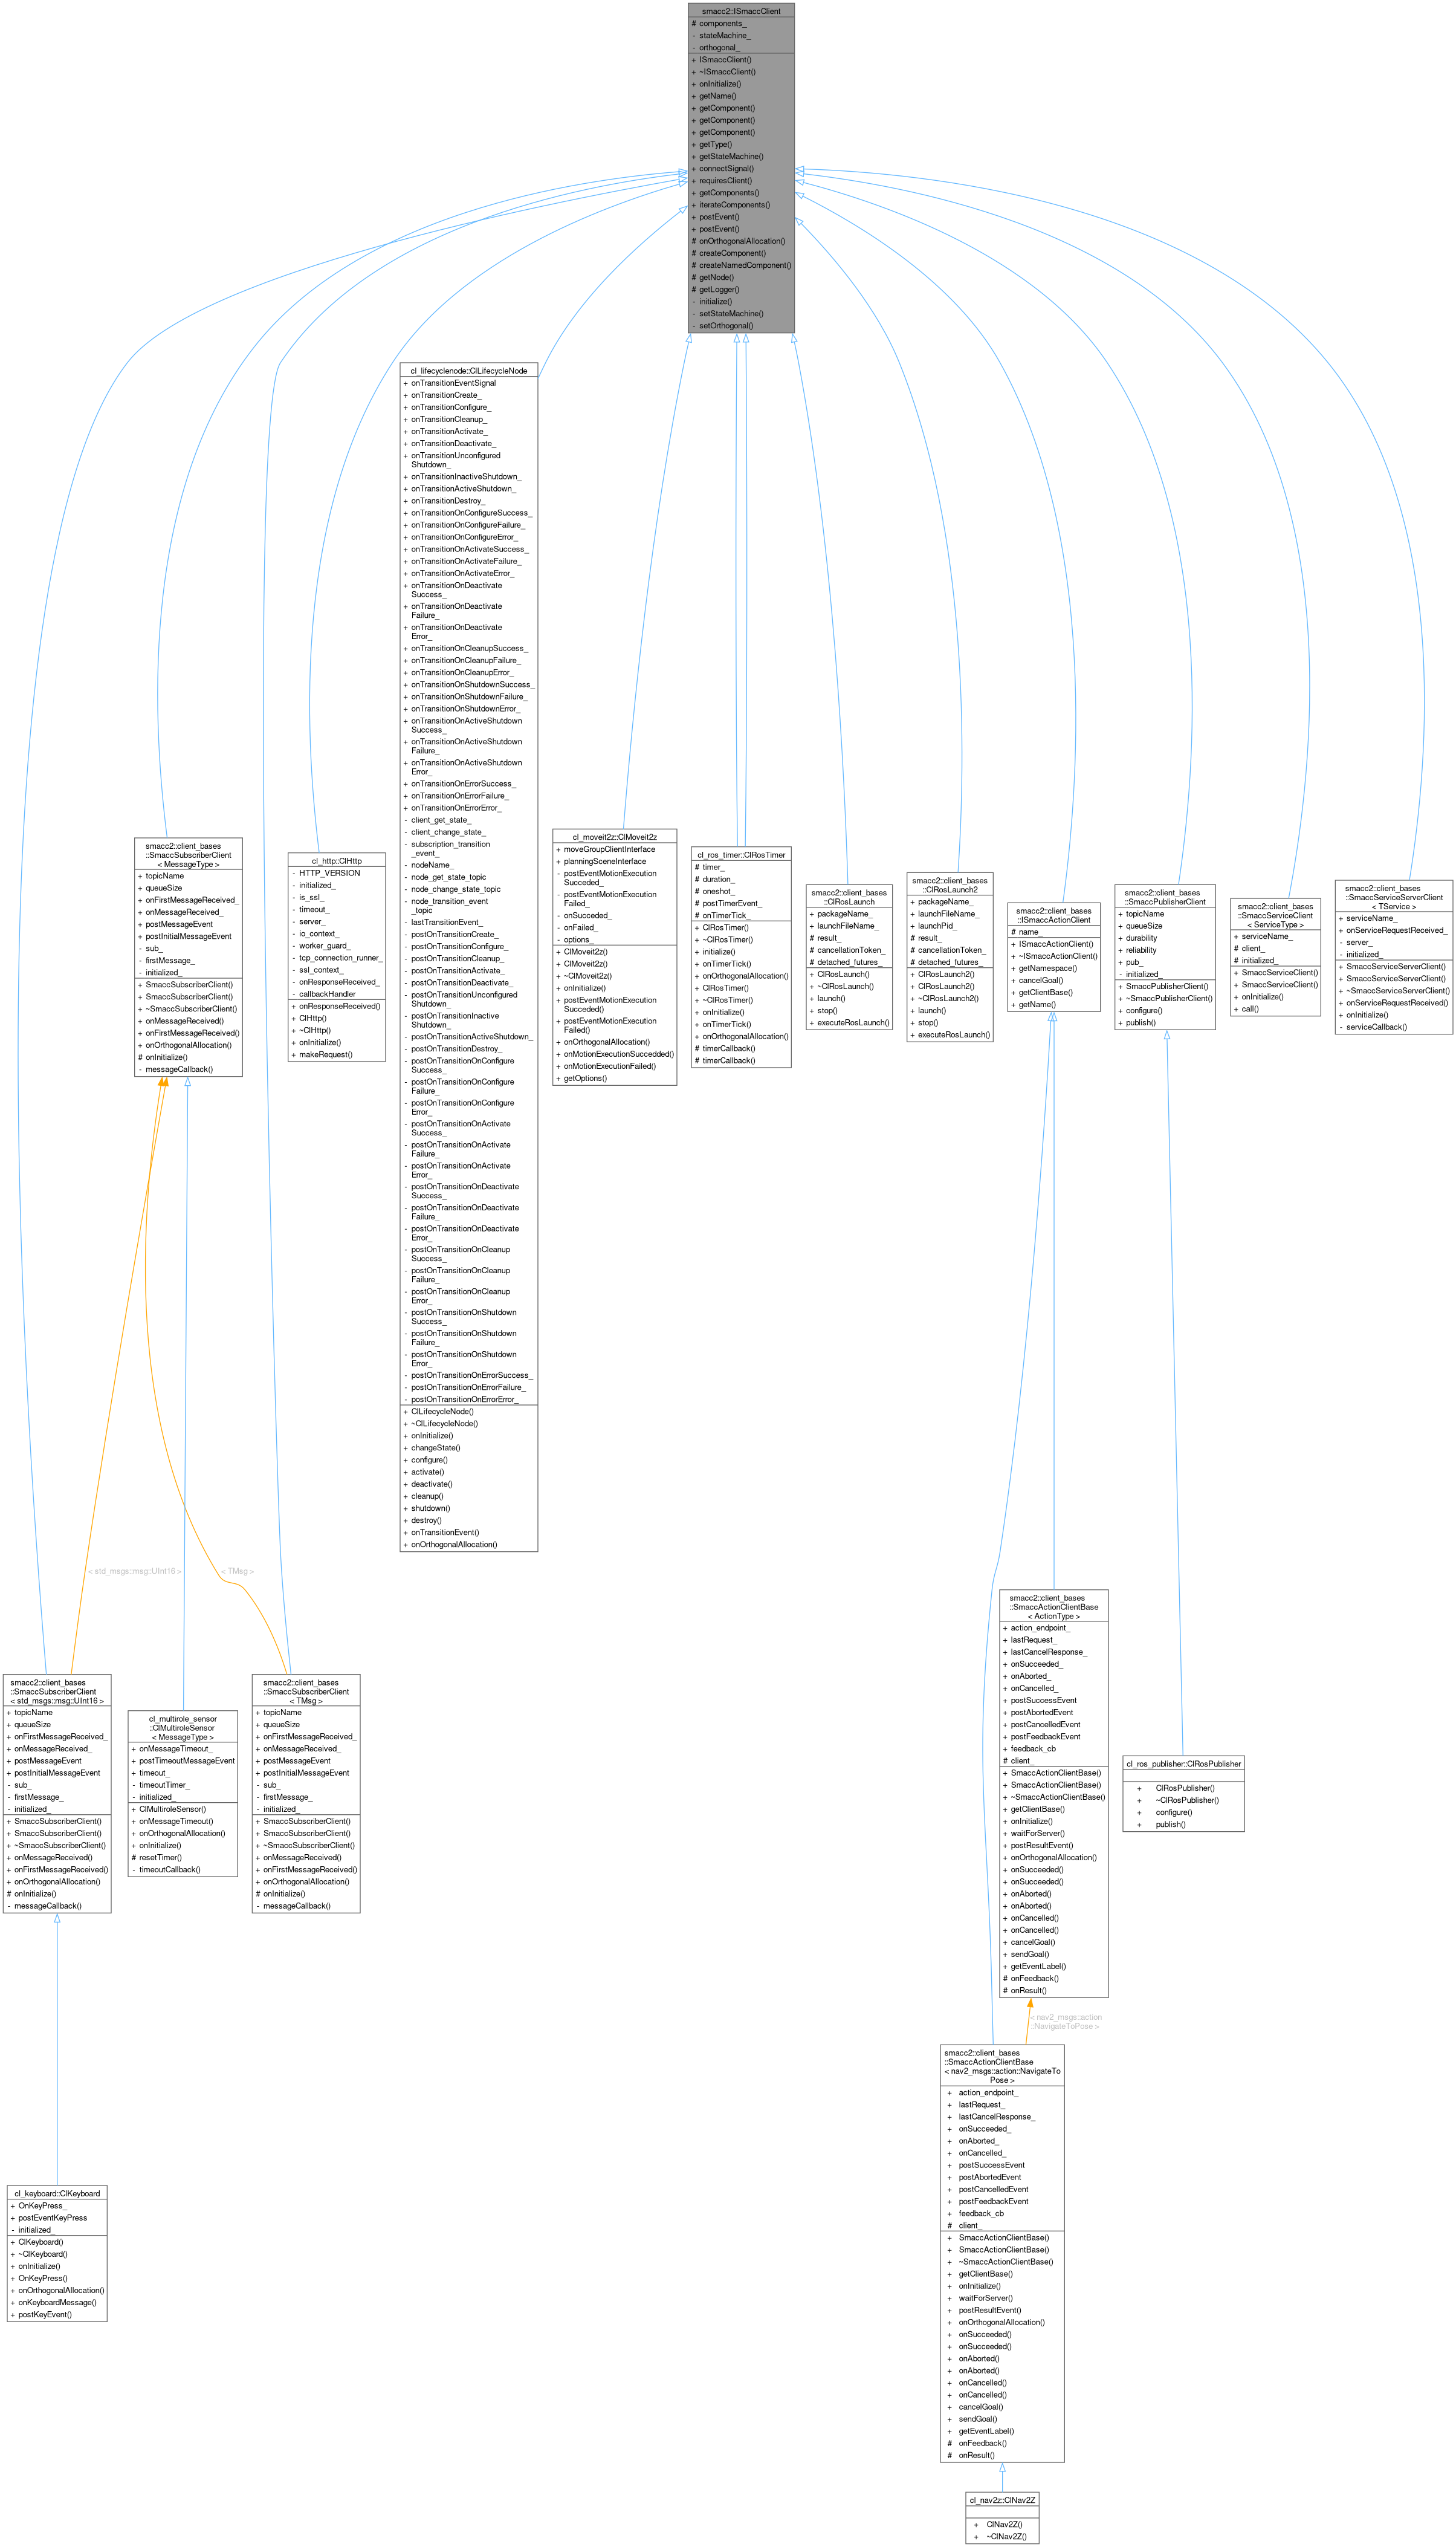 smacc2::ISmaccClient
# components_
- stateMachine_
- orthogonal_
+ ISmaccClient()
+ ~ISmaccClient()
+ onInitialize()
+ getName()
+ getComponent()
+ getComponent()
+ getComponent()
+ getType()
+ getStateMachine()
+ connectSignal()
+ requiresClient()
+ getComponents()
+ iterateComponents()
+ postEvent()
+ postEvent()
# onOrthogonalAllocation()
# createComponent()
# createNamedComponent()
# getNode()
# getLogger()
- initialize()
- setStateMachine()
- setOrthogonal()
smacc2::client_bases
::SmaccSubscriberClient
< MessageType >
+ topicName
+ queueSize
+ onFirstMessageReceived_
+ onMessageReceived_
+ postMessageEvent
+ postInitialMessageEvent
- sub_
- firstMessage_
- initialized_
+ SmaccSubscriberClient()
+ SmaccSubscriberClient()
+ ~SmaccSubscriberClient()
+ onMessageReceived()
+ onFirstMessageReceived()
+ onOrthogonalAllocation()
# onInitialize()
- messageCallback()
cl_http::ClHttp
- HTTP_VERSION
- initialized_
- is_ssl_
- timeout_
- server_
- io_context_
- worker_guard_
- tcp_connection_runner_
- ssl_context_
- onResponseReceived_
- callbackHandler
+ onResponseReceived()
+ ClHttp()
+ ~ClHttp()
+ onInitialize()
+ makeRequest()
cl_lifecyclenode::ClLifecycleNode
+ onTransitionEventSignal
+ onTransitionCreate_
+ onTransitionConfigure_
+ onTransitionCleanup_
+ onTransitionActivate_
+ onTransitionDeactivate_
+ onTransitionUnconfigured
Shutdown_
+ onTransitionInactiveShutdown_
+ onTransitionActiveShutdown_
+ onTransitionDestroy_
+ onTransitionOnConfigureSuccess_
+ onTransitionOnConfigureFailure_
+ onTransitionOnConfigureError_
+ onTransitionOnActivateSuccess_
+ onTransitionOnActivateFailure_
+ onTransitionOnActivateError_
+ onTransitionOnDeactivate
Success_
+ onTransitionOnDeactivate
Failure_
+ onTransitionOnDeactivate
Error_
+ onTransitionOnCleanupSuccess_
+ onTransitionOnCleanupFailure_
+ onTransitionOnCleanupError_
+ onTransitionOnShutdownSuccess_
+ onTransitionOnShutdownFailure_
+ onTransitionOnShutdownError_
+ onTransitionOnActiveShutdown
Success_
+ onTransitionOnActiveShutdown
Failure_
+ onTransitionOnActiveShutdown
Error_
+ onTransitionOnErrorSuccess_
+ onTransitionOnErrorFailure_
+ onTransitionOnErrorError_
- client_get_state_
- client_change_state_
- subscription_transition
_event_
- nodeName_
- node_get_state_topic
- node_change_state_topic
- node_transition_event
_topic
- lastTransitionEvent_
- postOnTransitionCreate_
- postOnTransitionConfigure_
- postOnTransitionCleanup_
- postOnTransitionActivate_
- postOnTransitionDeactivate_
- postOnTransitionUnconfigured
Shutdown_
- postOnTransitionInactive
Shutdown_
- postOnTransitionActiveShutdown_
- postOnTransitionDestroy_
- postOnTransitionOnConfigure
Success_
- postOnTransitionOnConfigure
Failure_
- postOnTransitionOnConfigure
Error_
- postOnTransitionOnActivate
Success_
- postOnTransitionOnActivate
Failure_
- postOnTransitionOnActivate
Error_
- postOnTransitionOnDeactivate
Success_
- postOnTransitionOnDeactivate
Failure_
- postOnTransitionOnDeactivate
Error_
- postOnTransitionOnCleanup
Success_
- postOnTransitionOnCleanup
Failure_
- postOnTransitionOnCleanup
Error_
- postOnTransitionOnShutdown
Success_
- postOnTransitionOnShutdown
Failure_
- postOnTransitionOnShutdown
Error_
- postOnTransitionOnErrorSuccess_
- postOnTransitionOnErrorFailure_
- postOnTransitionOnErrorError_
+ ClLifecycleNode()
+ ~ClLifecycleNode()
+ onInitialize()
+ changeState()
+ configure()
+ activate()
+ deactivate()
+ cleanup()
+ shutdown()
+ destroy()
+ onTransitionEvent()
+ onOrthogonalAllocation()
cl_moveit2z::ClMoveit2z
+ moveGroupClientInterface
+ planningSceneInterface
- postEventMotionExecution
Succeded_
- postEventMotionExecution
Failed_
- onSucceded_
- onFailed_
- options_
+ ClMoveit2z()
+ ClMoveit2z()
+ ~ClMoveit2z()
+ onInitialize()
+ postEventMotionExecution
Succeded()
+ postEventMotionExecution
Failed()
+ onOrthogonalAllocation()
+ onMotionExecutionSuccedded()
+ onMotionExecutionFailed()
+ getOptions()
cl_ros_timer::ClRosTimer
# timer_
# duration_
# oneshot_
# postTimerEvent_
# onTimerTick_
+ ClRosTimer()
+ ~ClRosTimer()
+ initialize()
+ onTimerTick()
+ onOrthogonalAllocation()
+ ClRosTimer()
+ ~ClRosTimer()
+ onInitialize()
+ onTimerTick()
+ onOrthogonalAllocation()
# timerCallback()
# timerCallback()
smacc2::client_bases
::ClRosLaunch
+ packageName_
+ launchFileName_
# result_
# cancellationToken_
# detached_futures_
+ ClRosLaunch()
+ ~ClRosLaunch()
+ launch()
+ stop()
+ executeRosLaunch()
smacc2::client_bases
::ClRosLaunch2
+ packageName_
+ launchFileName_
+ launchPid_
# result_
# cancellationToken_
# detached_futures_
+ ClRosLaunch2()
+ ClRosLaunch2()
+ ~ClRosLaunch2()
+ launch()
+ stop()
+ executeRosLaunch()
smacc2::client_bases
::ISmaccActionClient
# name_
+ ISmaccActionClient()
+ ~ISmaccActionClient()
+ getNamespace()
+ cancelGoal()
+ getClientBase()
+ getName()
smacc2::client_bases
::SmaccPublisherClient
+ topicName
+ queueSize
+ durability
+ reliability
+ pub_
- initialized_
+ SmaccPublisherClient()
+ ~SmaccPublisherClient()
+ configure()
+ publish()
smacc2::client_bases
::SmaccServiceClient
< ServiceType >
+ serviceName_
# client_
# initialized_
+ SmaccServiceClient()
+ SmaccServiceClient()
+ onInitialize()
+ call()
smacc2::client_bases
::SmaccServiceServerClient
< TService >
+ serviceName_
+ onServiceRequestReceived_
- server_
- initialized_
+ SmaccServiceServerClient()
+ SmaccServiceServerClient()
+ ~SmaccServiceServerClient()
+ onServiceRequestReceived()
+ onInitialize()
- serviceCallback()
< std_msgs::msg::UInt16 >
< TMsg >
smacc2::client_bases
::SmaccSubscriberClient
< std_msgs::msg::UInt16 >
+ topicName
+ queueSize
+ onFirstMessageReceived_
+ onMessageReceived_
+ postMessageEvent
+ postInitialMessageEvent
- sub_
- firstMessage_
- initialized_
+ SmaccSubscriberClient()
+ SmaccSubscriberClient()
+ ~SmaccSubscriberClient()
+ onMessageReceived()
+ onFirstMessageReceived()
+ onOrthogonalAllocation()
# onInitialize()
- messageCallback()
cl_multirole_sensor
::ClMultiroleSensor
< MessageType >
+ onMessageTimeout_
+ postTimeoutMessageEvent
+ timeout_
- timeoutTimer_
- initialized_
+ ClMultiroleSensor()
+ onMessageTimeout()
+ onOrthogonalAllocation()
+ onInitialize()
# resetTimer()
- timeoutCallback()
smacc2::client_bases
::SmaccSubscriberClient
< TMsg >
+ topicName
+ queueSize
+ onFirstMessageReceived_
+ onMessageReceived_
+ postMessageEvent
+ postInitialMessageEvent
- sub_
- firstMessage_
- initialized_
+ SmaccSubscriberClient()
+ SmaccSubscriberClient()
+ ~SmaccSubscriberClient()
+ onMessageReceived()
+ onFirstMessageReceived()
+ onOrthogonalAllocation()
# onInitialize()
- messageCallback()
smacc2::client_bases
::SmaccActionClientBase
< ActionType >
+ action_endpoint_
+ lastRequest_
+ lastCancelResponse_
+ onSucceeded_
+ onAborted_
+ onCancelled_
+ postSuccessEvent
+ postAbortedEvent
+ postCancelledEvent
+ postFeedbackEvent
+ feedback_cb
# client_
+ SmaccActionClientBase()
+ SmaccActionClientBase()
+ ~SmaccActionClientBase()
+ getClientBase()
+ onInitialize()
+ waitForServer()
+ postResultEvent()
+ onOrthogonalAllocation()
+ onSucceeded()
+ onSucceeded()
+ onAborted()
+ onAborted()
+ onCancelled()
+ onCancelled()
+ cancelGoal()
+ sendGoal()
+ getEventLabel()
# onFeedback()
# onResult()
cl_ros_publisher::ClRosPublisher
+ ClRosPublisher()
+ ~ClRosPublisher()
+ configure()
+ publish()
< nav2_msgs::action
::NavigateToPose >
smacc2::client_bases
::SmaccActionClientBase
< nav2_msgs::action::NavigateTo
Pose >
+ action_endpoint_
+ lastRequest_
+ lastCancelResponse_
+ onSucceeded_
+ onAborted_
+ onCancelled_
+ postSuccessEvent
+ postAbortedEvent
+ postCancelledEvent
+ postFeedbackEvent
+ feedback_cb
# client_
+ SmaccActionClientBase()
+ SmaccActionClientBase()
+ ~SmaccActionClientBase()
+ getClientBase()
+ onInitialize()
+ waitForServer()
+ postResultEvent()
+ onOrthogonalAllocation()
+ onSucceeded()
+ onSucceeded()
+ onAborted()
+ onAborted()
+ onCancelled()
+ onCancelled()
+ cancelGoal()
+ sendGoal()
+ getEventLabel()
# onFeedback()
# onResult()
cl_keyboard::ClKeyboard
+ OnKeyPress_
+ postEventKeyPress
- initialized_
+ ClKeyboard()
+ ~ClKeyboard()
+ onInitialize()
+ OnKeyPress()
+ onOrthogonalAllocation()
+ onKeyboardMessage()
+ postKeyEvent()
cl_nav2z::ClNav2Z
+ ClNav2Z()
+ ~ClNav2Z()